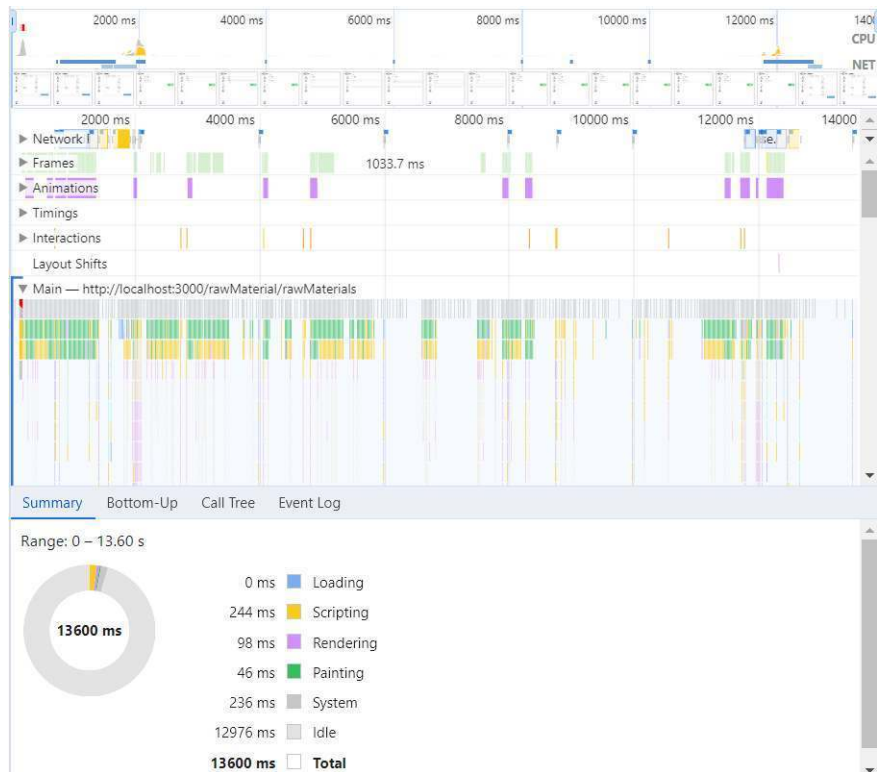 2000 ms 4000 ms 6000 ms 8000 ms 10000 ms 12000 ms 140
CPU
NET
2000 ms 4000 ms 6000 ms 8000 ms 10000 ms 12000 ms 14000
Network
Frames 1033.7 ms
Animations
Timings
Interactions
Layout Shifts
Main — http://localhost:3000/rawMaterial/rawMaterials
Summary Bottom-Up Call Tree Event Log
Range: 0 – 13.60 s
13600 ms
0 ms Loading
244 ms Scripting
98 ms Rendering
46 ms Painting
236 ms System
12976 ms Idle
13600 ms Total